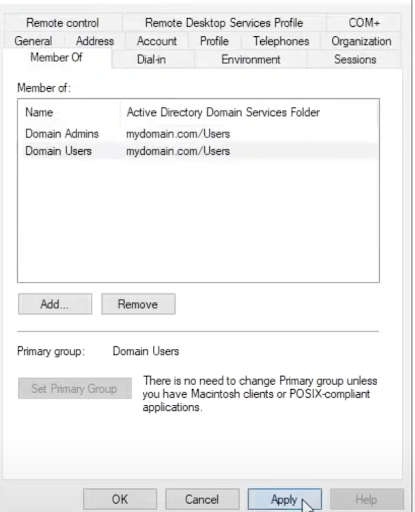 Remote control Remote Desktop Services Profile COM+
General Address Account Profile Telephones Organization
Member Of Dial-in Environment Sessions
Member of:
Name Active Directory Domain Services Folder
Domain Admins mydomain.com/Users
Domain Users mydomain.com/Users
Add... Remove
Primary group: Domain Users
Set Primary Group
There is no need to change Primary group unless
you have Macintosh clients or POSIX-compliant
applications.
OK Cancel Apply Help